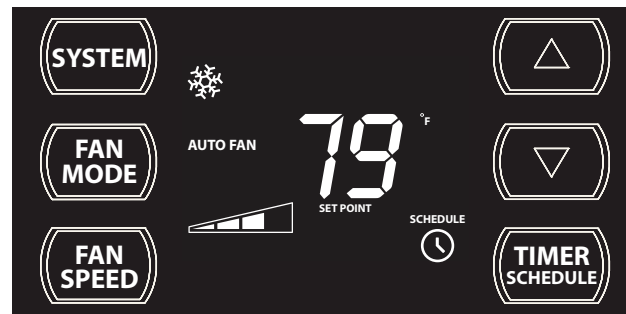 SYSTEM
FAN
MODE
FAN
SPEED
AUTO FAN
79 °F
SET POINT
SCHEDULE
TIMER
SCHEDULE